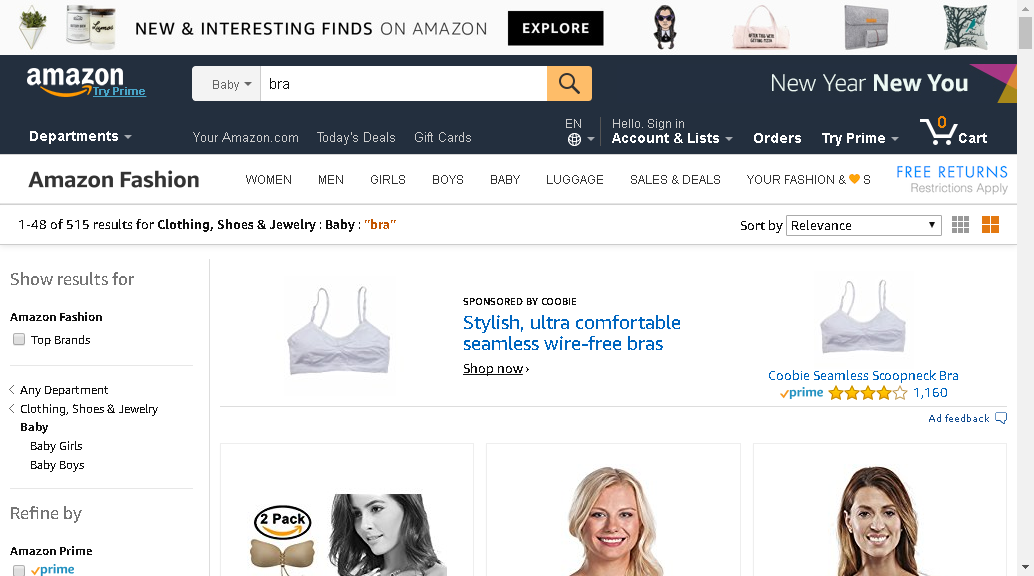 NEW & INTERESTING FINDS ON AMAZON
EXPLORE
amazon
Try Prime
Baby
bra
New Year New You
Departments
Your Amazon.com
Today's Deals
Gift Cards
EN
Hello. Sign in
Account & Lists
Orders
Try Prime
0
Cart
Amazon Fashion
WOMEN
MEN
GIRLS
BOYS
BABY
LUGGAGE
SALES & DEALS
YOUR FASHION & S
FREE RETURNS
Restrictions Apply
1-48 of 515 results for Clothing, Shoes & Jewelry : Baby : "bra"
Sort by
Relevance
Show results for
Amazon Fashion
Top Brands
Any Department
Clothing, Shoes & Jewelry
Baby
Baby Girls
Baby Boys
Refine by
Amazon Prime
prime
SPONSORED BY COOBIE
Stylish, ultra comfortable
seamless wire-free bras
Shop now ›
Coobie Seamless Scoopneck Bra
prime
1,160
Ad feedback
2 Pack